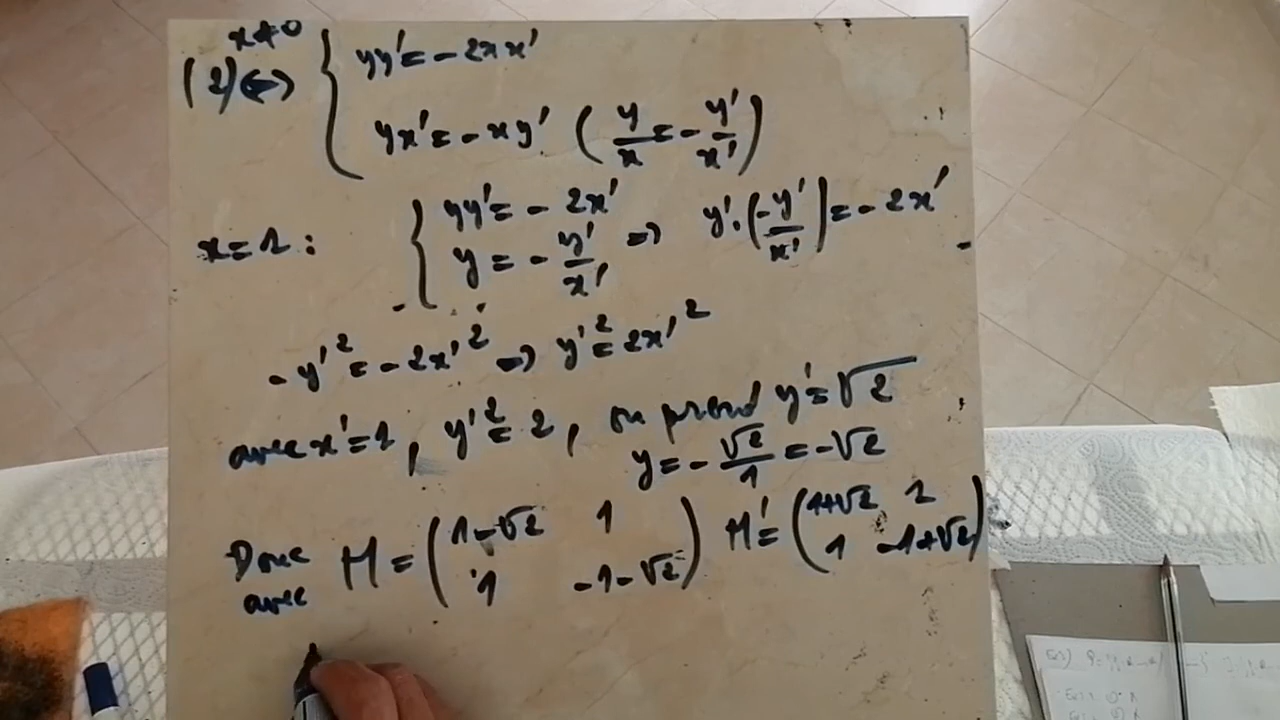 x≠0
(2) ⇔ { yy' = - 2xx'
yx' = - xy' ( y/x = - y'/x' )
x = 1 : { yy' = - 2x'
y = - y'/x' ⇒ y'.(-y'/x') = - 2x'
- y'² = - 2x'² ⇒ y'² = 2x'²
avec x' = 1, y'² = 2, on prend y' = √2
y = - √2/1 = -√2
Donc avec M = ( 1-√2 1 ; 1 -1-√2 ) M' = ( 1+√2 1 ; 1 -1+√2 )